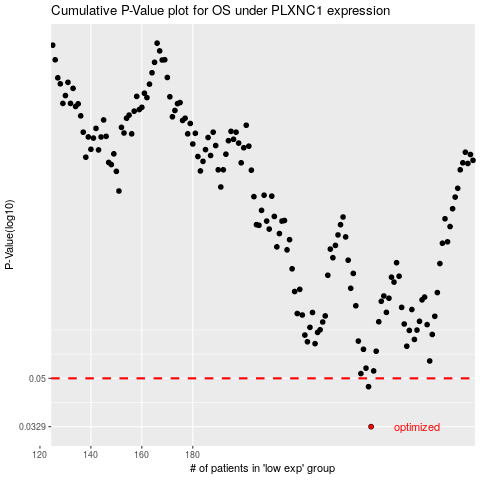 Cumulative P-Value plot for OS under PLXNC1 expression
P-Value(log10)
0.05
0.0329
optimized
120 140 160 180
# of patients in 'low exp' group